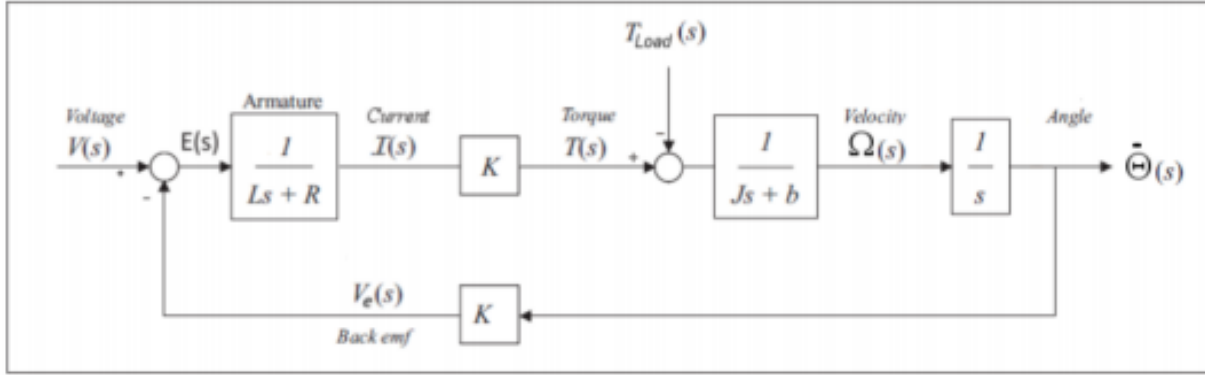 T_Load (s)
Voltage
V(s)
+
-
E(s)
Armature
1
Ls + R
Current
I(s)
K
Torque
T(s)
+
-
1
Js + b
Velocity
Ω(s)
1
s
Angle
Θ̄(s)
V_e(s)
Back emf
K